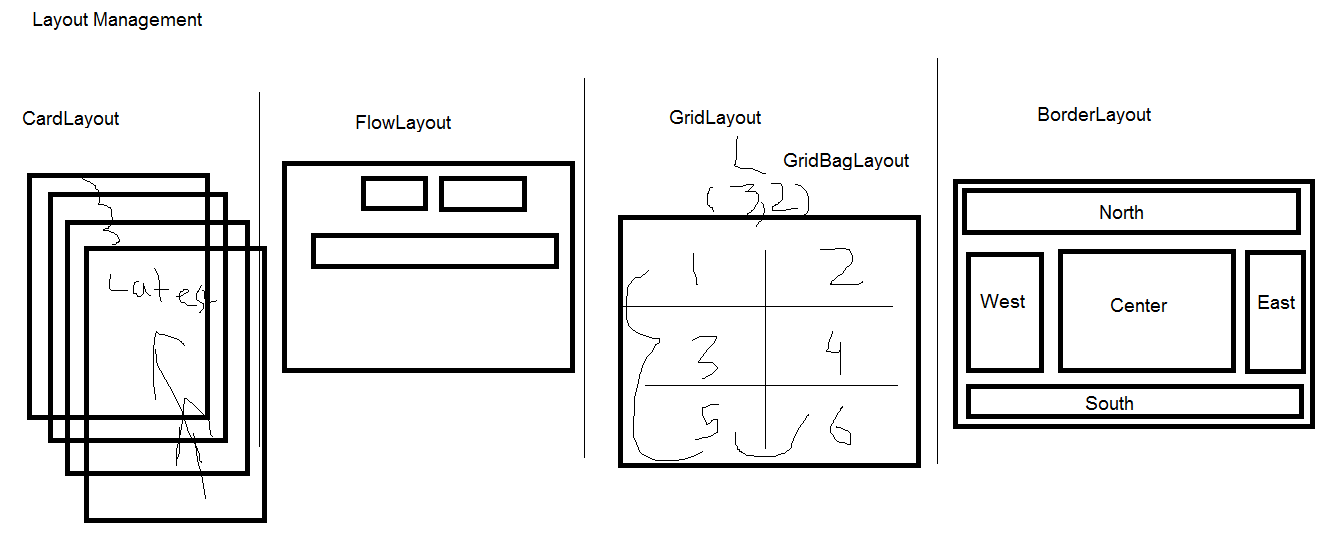 Layout Management
CardLayout
Latest
FlowLayout
GridLayout
GridBagLayout
(3,2)
1 2
3 4
5 6
BorderLayout
North
West Center East
South